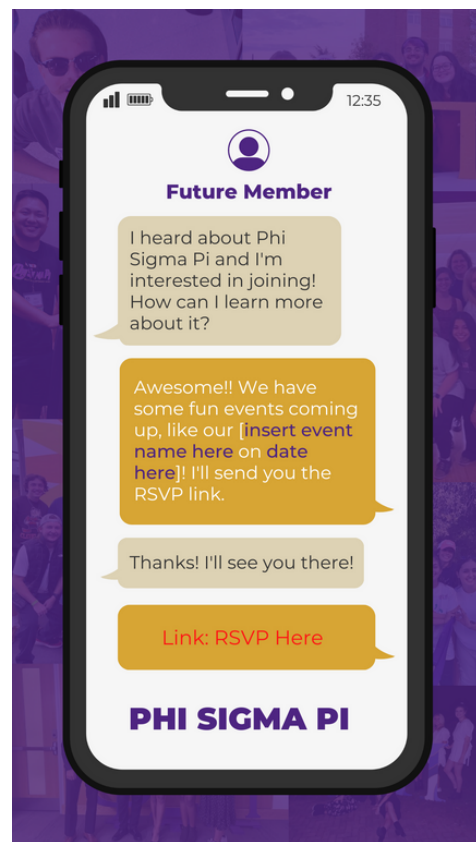 12:35
Future Member
I heard about Phi
Sigma Pi and I'm
interested in joining!
How can I learn more
about it?
Awesome!! We have
some fun events coming
up, like our [insert event
name here on date
here]! I'll send you the
RSVP link.
Thanks! I'll see you there!
Link: RSVP Here
PHI SIGMA PI